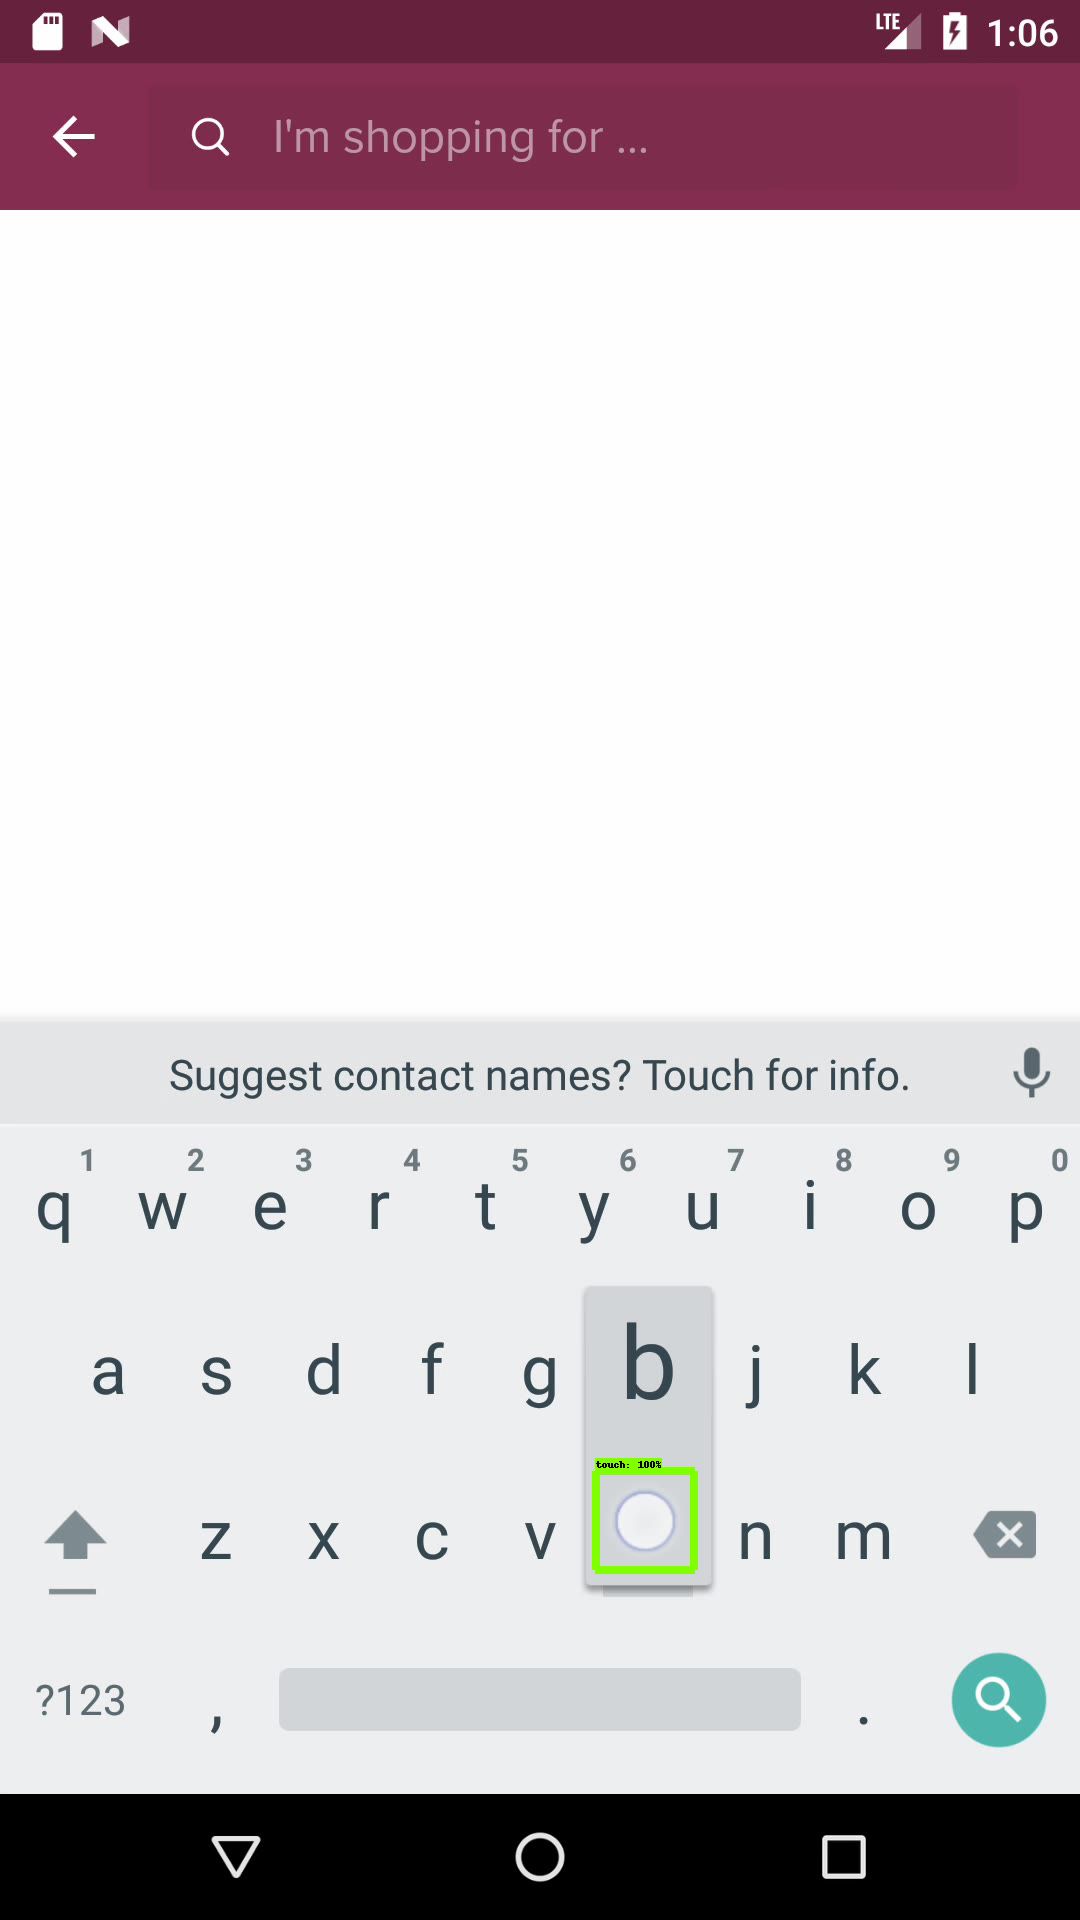 LTE 1:06
I'm shopping for ...
Suggest contact names? Touch for info.
1 2 3 4 5 6 7 8 9 0
q w e r t y u i o p
a s d f g b j k l
touch: 100%
z x c v n m
?123 , .